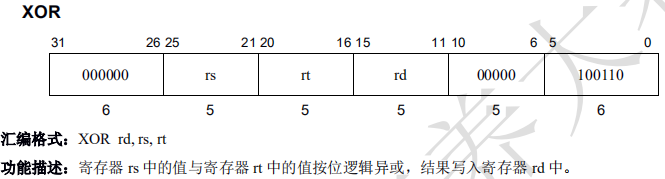 XOR
31 26 25 21 20 16 15 11 10 6 5 0
000000 rs rt rd 00000 100110
6 5 5 5 5 6
汇编格式：XOR rd, rs, rt
功能描述：寄存器 rs 中的值与寄存器 rt 中的值按位逻辑异或，结果写入寄存器 rd 中。